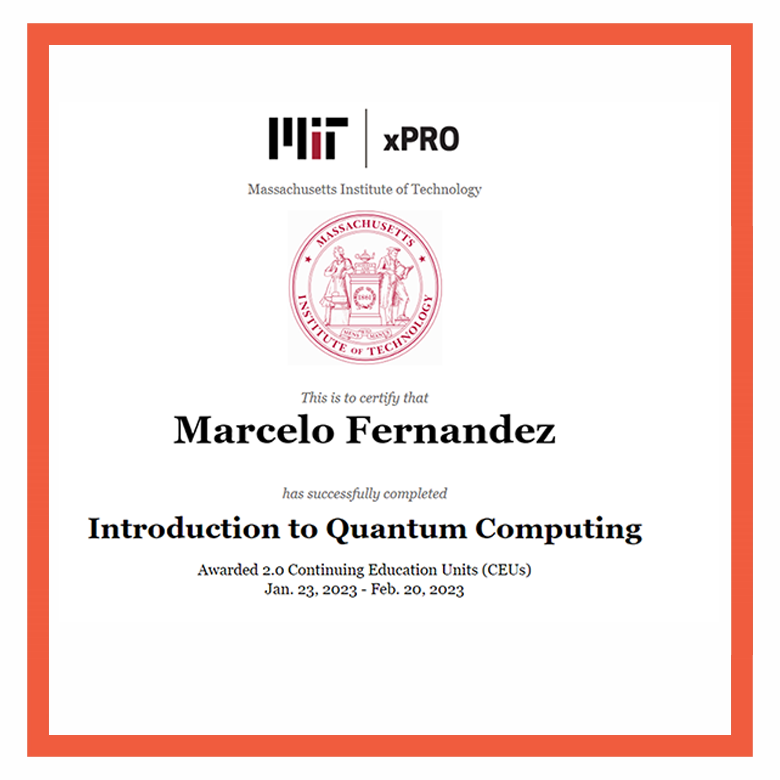 MIT xPRO
Massachusetts Institute of Technology
MASSACHUSETTS
INSTITUTE OF TECHNOLOGY
1861
MENS MANUS
This is to certify that
Marcelo Fernandez
has successfully completed
Introduction to Quantum Computing
Awarded 2.0 Continuing Education Units (CEUs)
Jan. 23, 2023 - Feb. 20, 2023